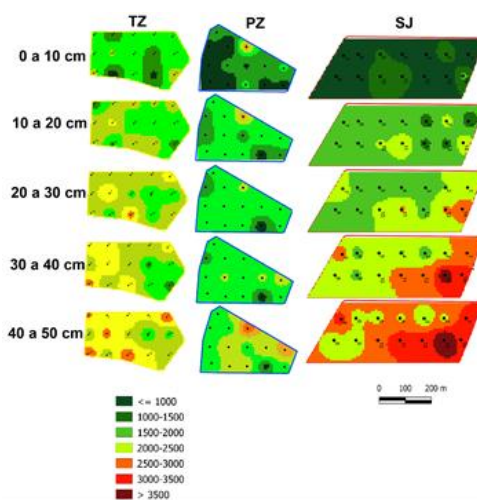 TZ PZ SJ
0 a 10 cm
10 a 20 cm
20 a 30 cm
30 a 40 cm
40 a 50 cm
0 100 200 m
<= 1000
1000-1500
1500-2000
2000-2500
2500-3000
3000-3500
> 3500